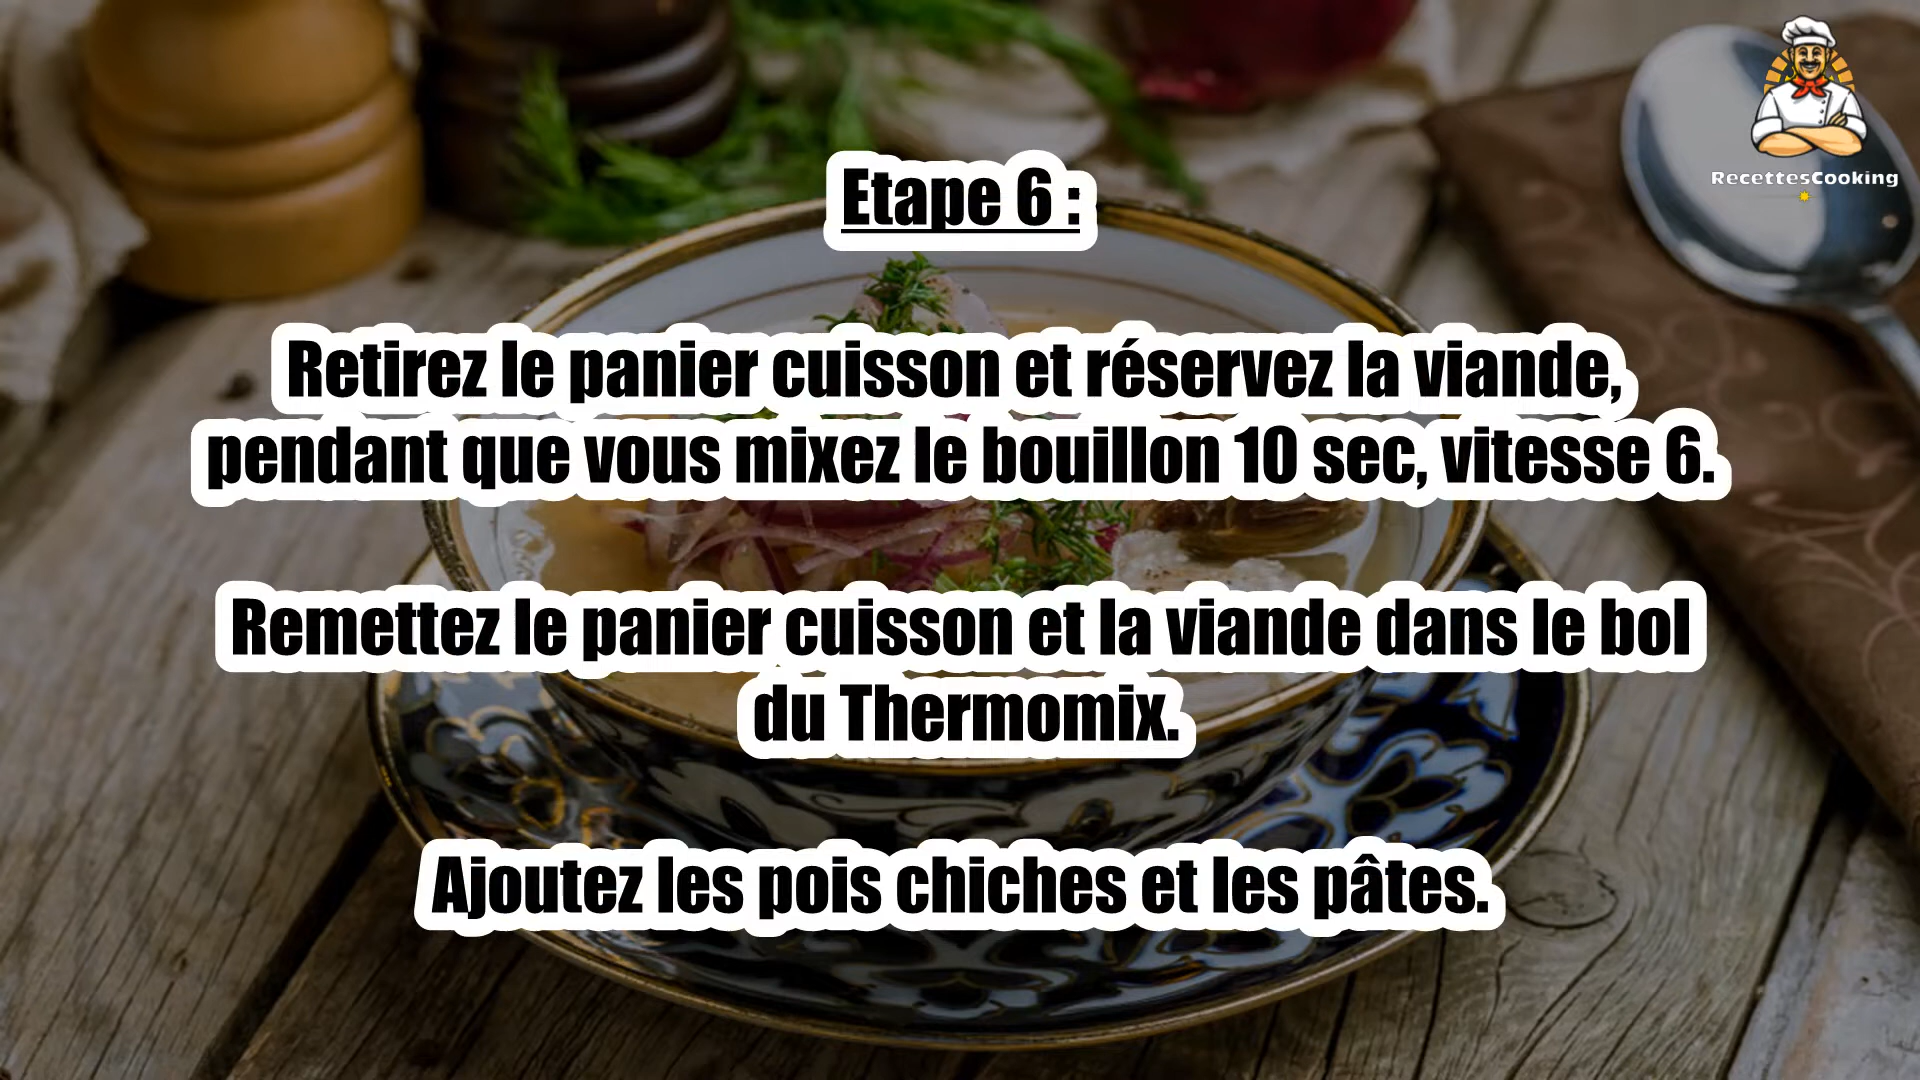 RecettesCooking
Etape 6 :
Retirez le panier cuisson et réservez la viande,
pendant que vous mixez le bouillon 10 sec, vitesse 6.
Remettez le panier cuisson et la viande dans le bol
du Thermomix.
Ajoutez les pois chiches et les pâtes.